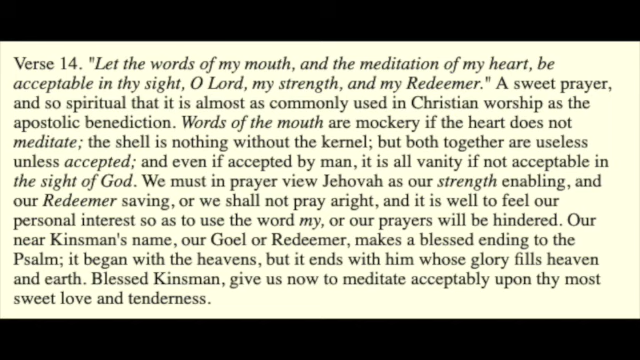 Verse 14. "Let the words of my mouth, and the meditation of my heart, be
acceptable in thy sight, O Lord, my strength, and my Redeemer." A sweet prayer,
and so spiritual that it is almost as commonly used in Christian worship as the
apostolic benediction. Words of the mouth are mockery if the heart does not
meditate; the shell is nothing without the kernel; but both together are useless
unless accepted; and even if accepted by man, it is all vanity if not acceptable in
the sight of God. We must in prayer view Jehovah as our strength enabling, and
our Redeemer saving, or we shall not pray aright, and it is well to feel our
personal interest so as to use the word my, or our prayers will be hindered. Our
near Kinsman's name, our Goel or Redeemer, makes a blessed ending to the
Psalm; it began with the heavens, but it ends with him whose glory fills heaven
and earth. Blessed Kinsman, give us now to meditate acceptably upon thy most
sweet love and tenderness.